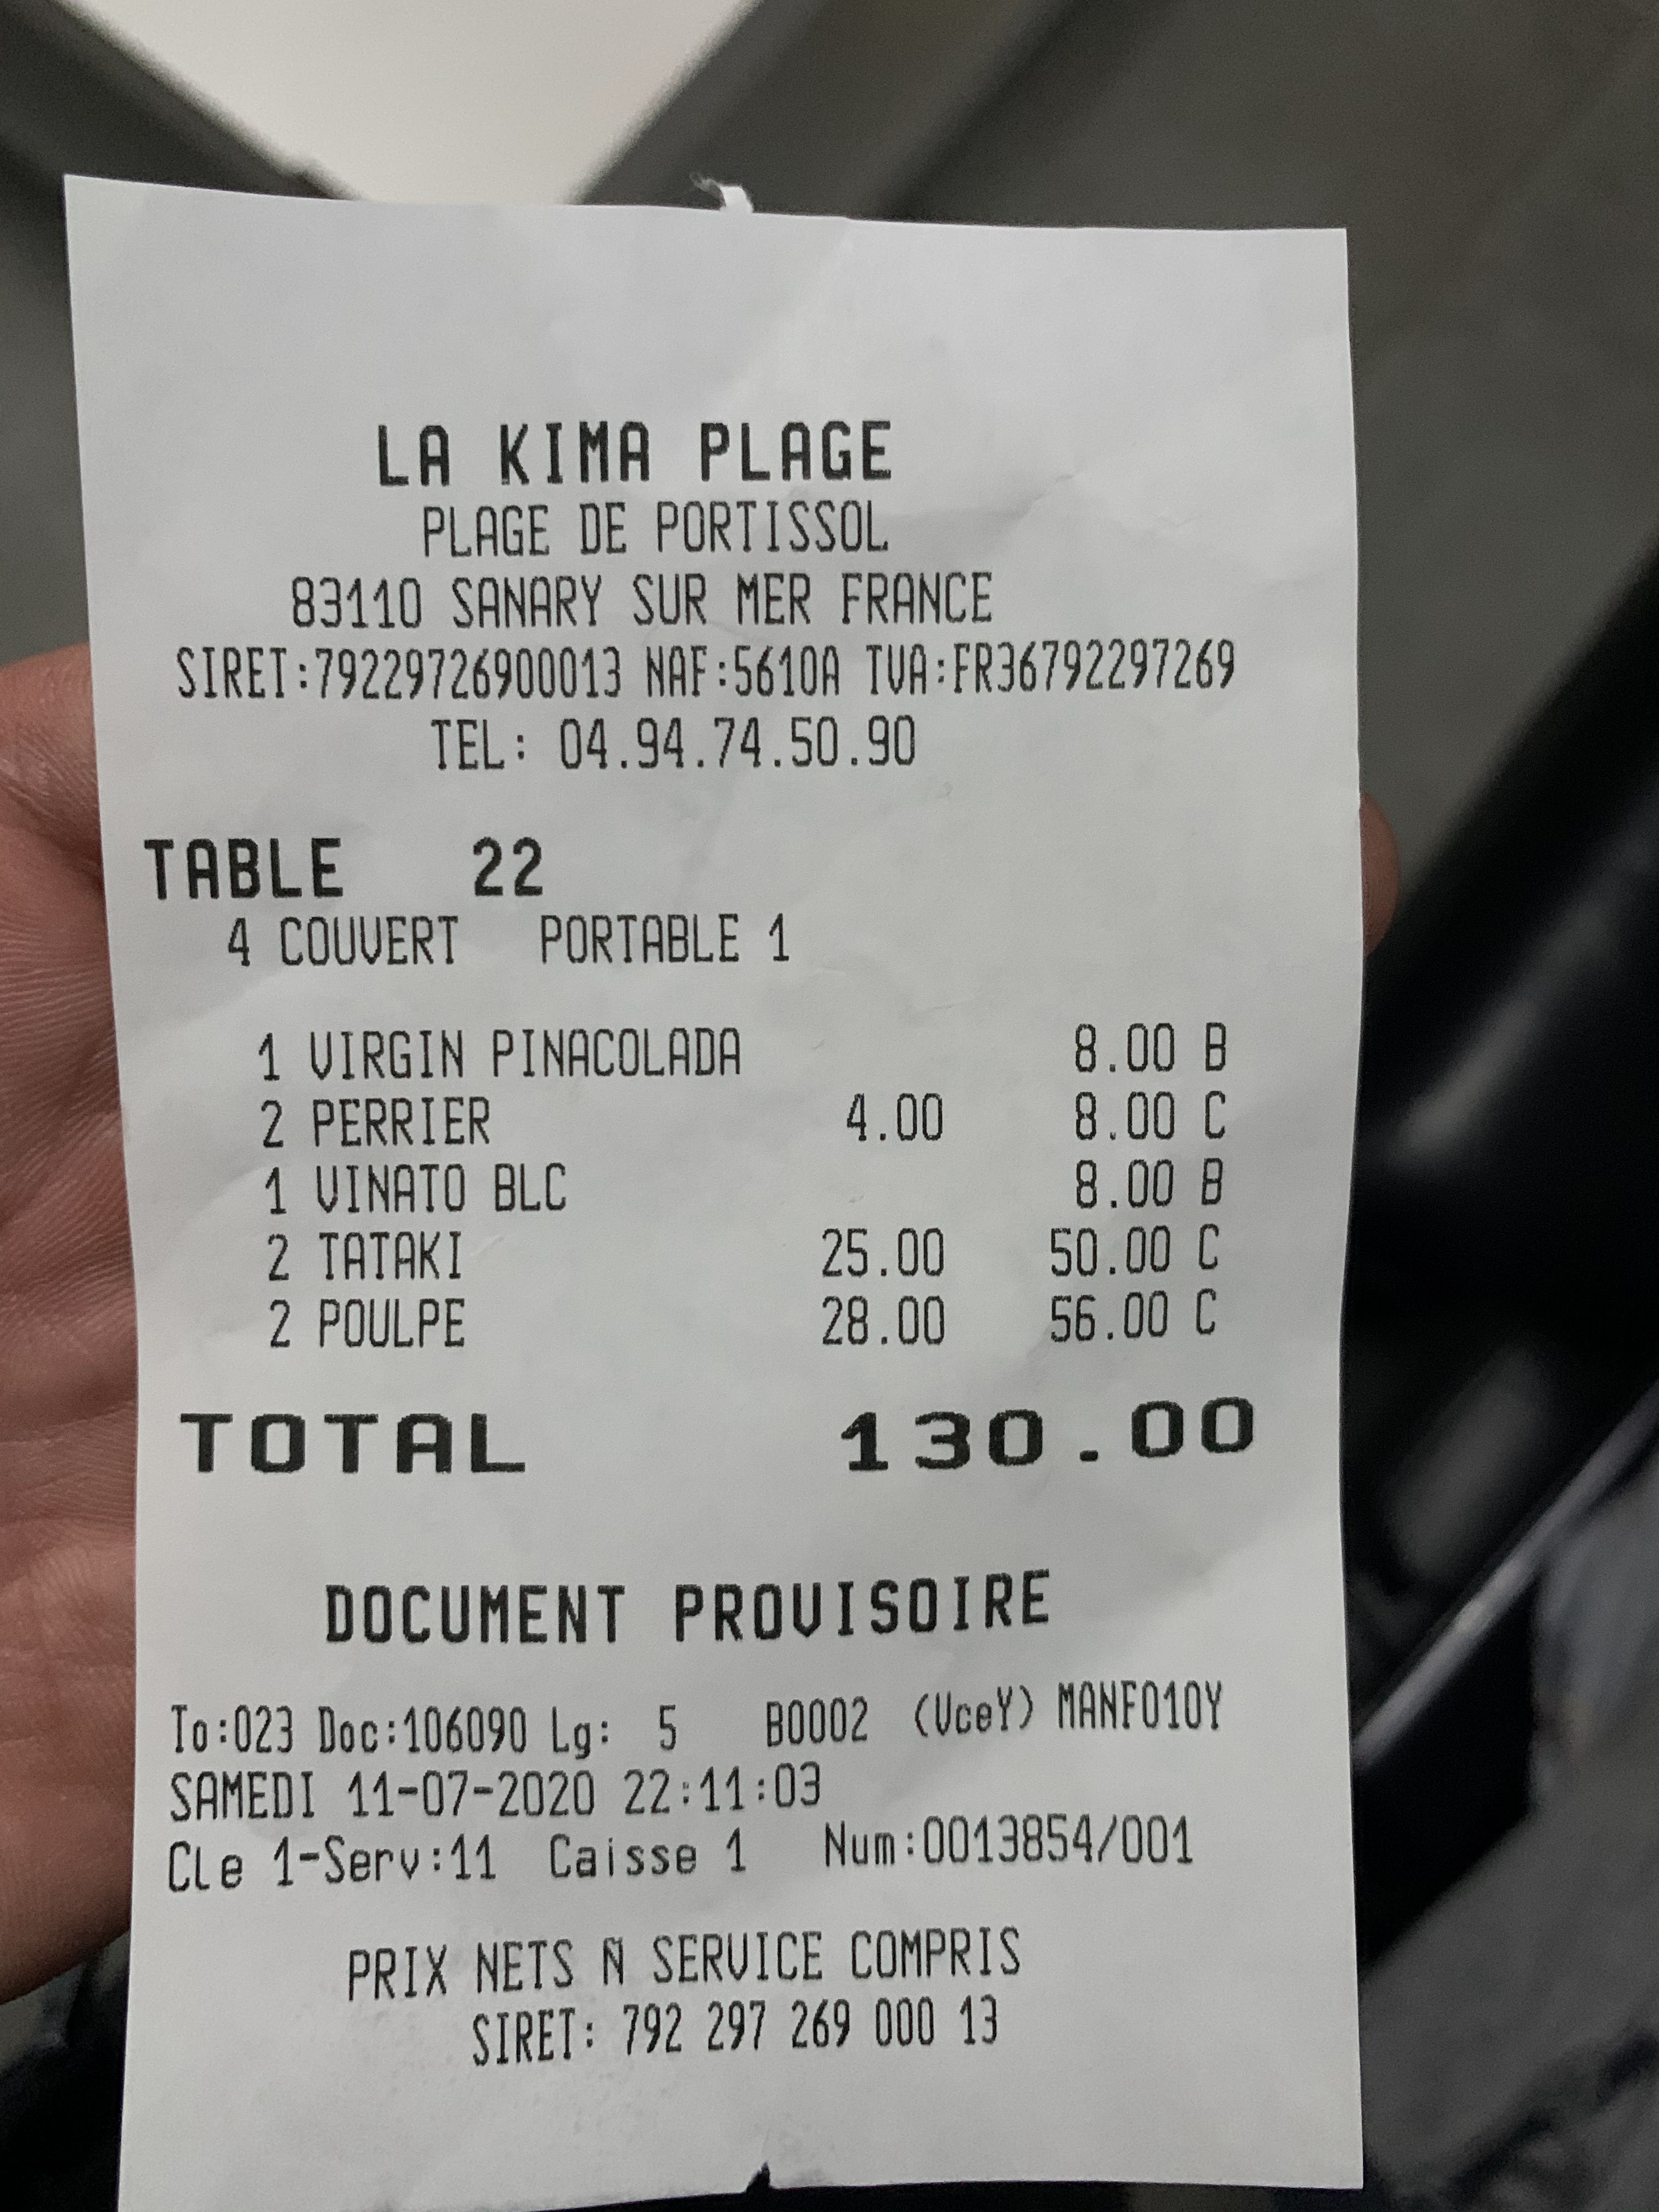 LA KIMA PLAGE
PLAGE DE PORTISSOL
83110 SANARY SUR MER FRANCE
SIRET:79229726900013 NAF:5610A TVA:FR36792297269
TEL: 04.94.74.50.90
TABLE 22
4 COUVERT PORTABLE 1
1 VIRGIN PINACOLADA 8.00 B
2 PERRIER 4.00 8.00 C
1 VINATO BLC 8.00 B
2 TATAKI 25.00 50.00 C
2 POULPE 28.00 56.00 C
TOTAL 130.00
DOCUMENT PROVISOIRE
To:023 Doc:106090 Lg: 5 B0002 (VceY) MANF010Y
SAMEDI 11-07-2020 22:11:03
Cle 1-Serv:11 Caisse 1 Num:0013854/001
PRIX NETS Ñ SERVICE COMPRIS
SIRET: 792 297 269 000 13